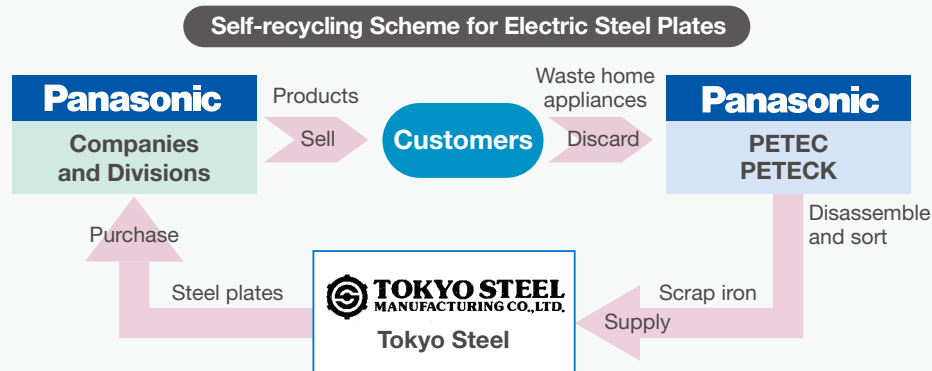 Self-recycling Scheme for Electric Steel Plates
Panasonic
Companies
and Divisions
Products
Sell
Customers
Waste home
appliances
Discard
Panasonic
PETEC
PETECK
Disassemble
and sort
Scrap iron
Supply
TOKYO STEEL
MANUFACTURING CO.,LTD.
Tokyo Steel
Steel plates
Purchase